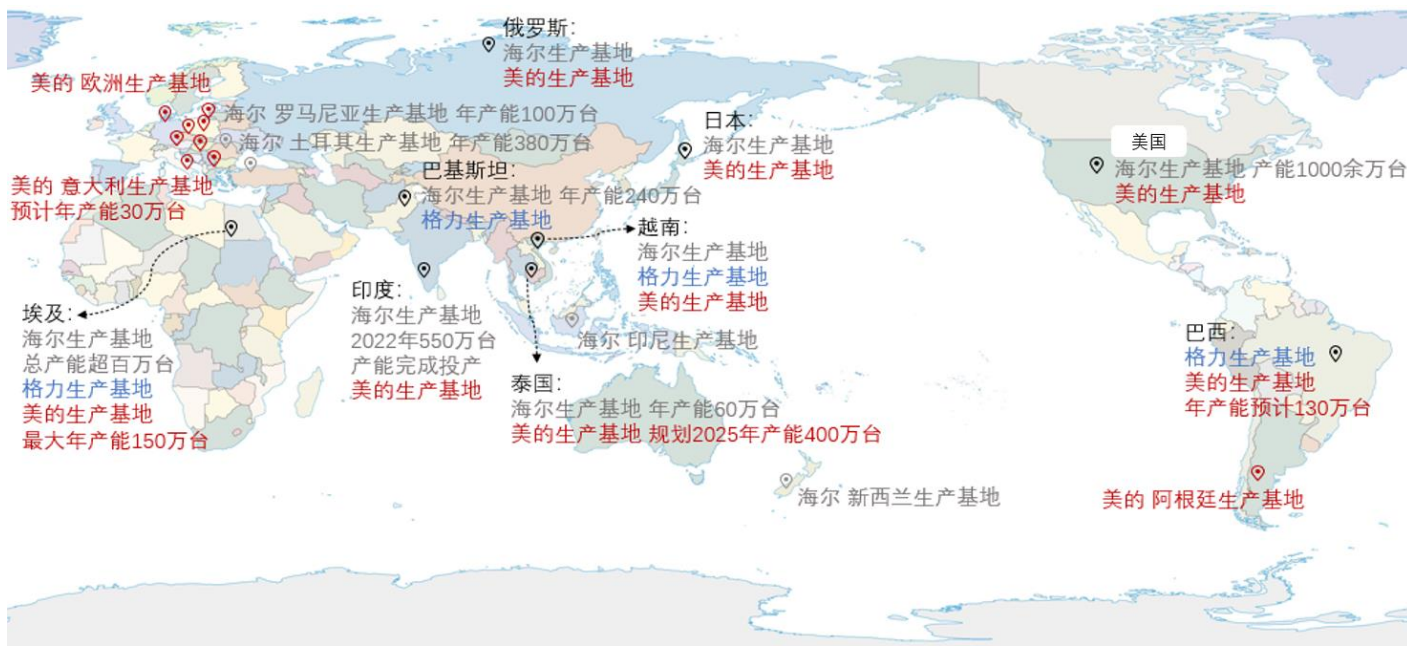 俄罗斯：
海尔生产基地
美的生产基地
美的 欧洲生产基地
海尔 罗马尼亚生产基地 年产能100万台
海尔 土耳其生产基地 年产能380万台
美的 意大利生产基地
预计年产能30万台
日本：
海尔生产基地
美的生产基地
美国
海尔生产基地 产能1000余万台
美的生产基地
巴基斯坦：
海尔生产基地 年产能240万台
格力生产基地
越南：
海尔生产基地
格力生产基地
美的生产基地
埃及：
海尔生产基地
总产能超百万台
格力生产基地
美的生产基地
最大年产能150万台
印度：
海尔生产基地
2022年550万台
产能完成投产
美的生产基地
海尔 印尼生产基地
泰国：
海尔生产基地 年产能60万台
美的生产基地 规划2025年产能400万台
巴西：
格力生产基地
美的生产基地
年产能预计130万台
海尔 新西兰生产基地
美的 阿根廷生产基地